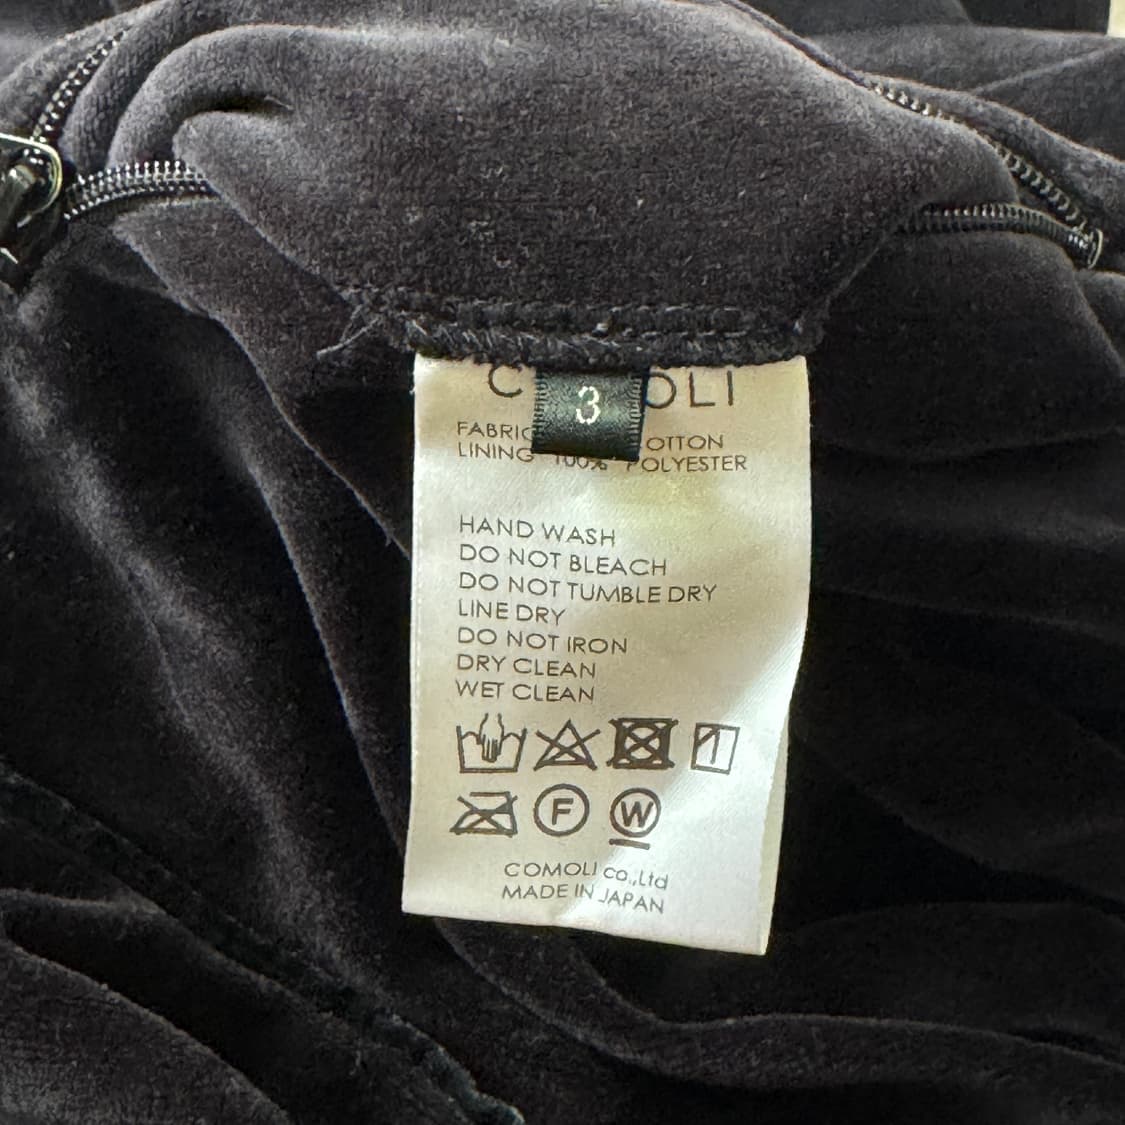 C OLI
3
FABRIC OTTON
LINING 100% POLYESTER
HAND WASH
DO NOT BLEACH
DO NOT TUMBLE DRY
LINE DRY
DO NOT IRON
DRY CLEAN
WET CLEAN
F W
COMOLI co.,Ltd
MADE IN JAPAN